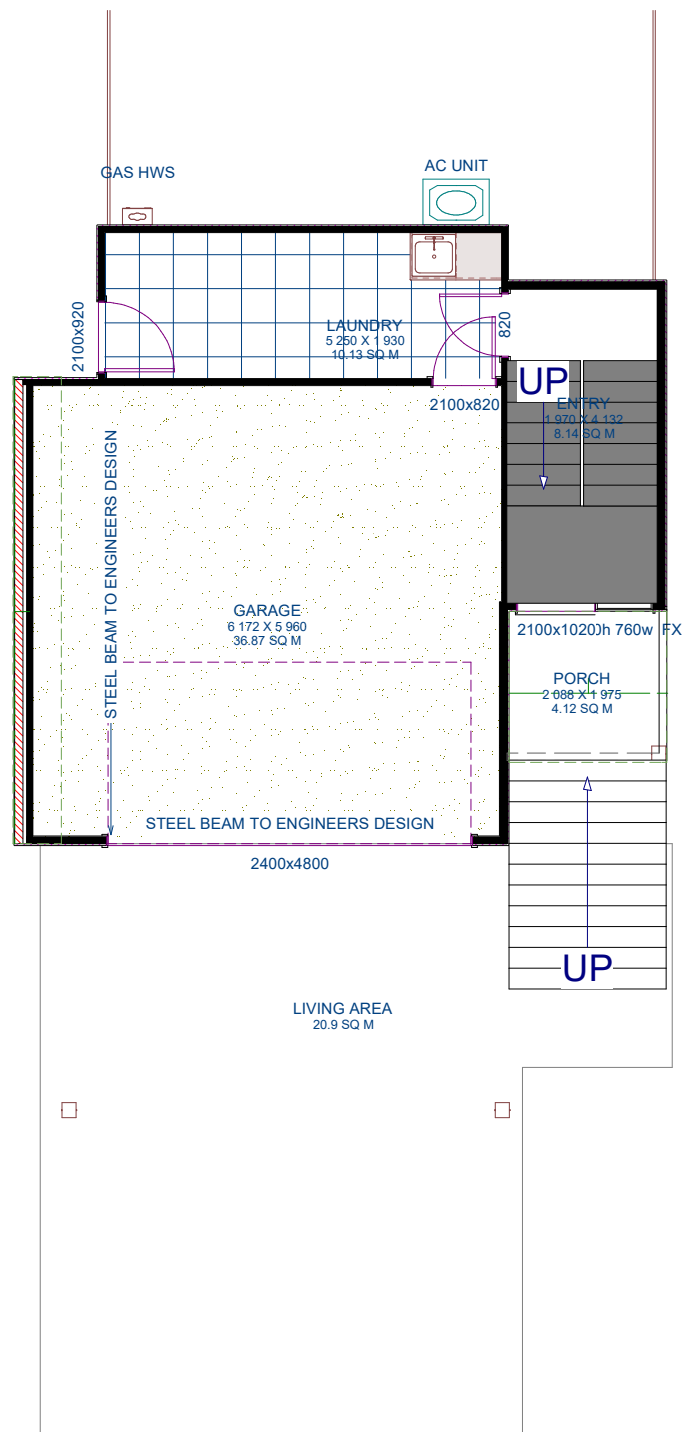 GAS HWS
AC UNIT
2100x920
LAUNDRY
5 250 X 1 930
10.13 SQ M
820
UP
2100x820
ENTRY
1 970 X 4 132
8.14 SQ M
STEEL BEAM TO ENGINEERS DESIGN
GARAGE
6 172 X 5 960
36.87 SQ M
2100x1020
0h 760w FX
PORCH
2 088 X 1 975
4.12 SQ M
STEEL BEAM TO ENGINEERS DESIGN
2400x4800
UP
LIVING AREA
20.9 SQ M